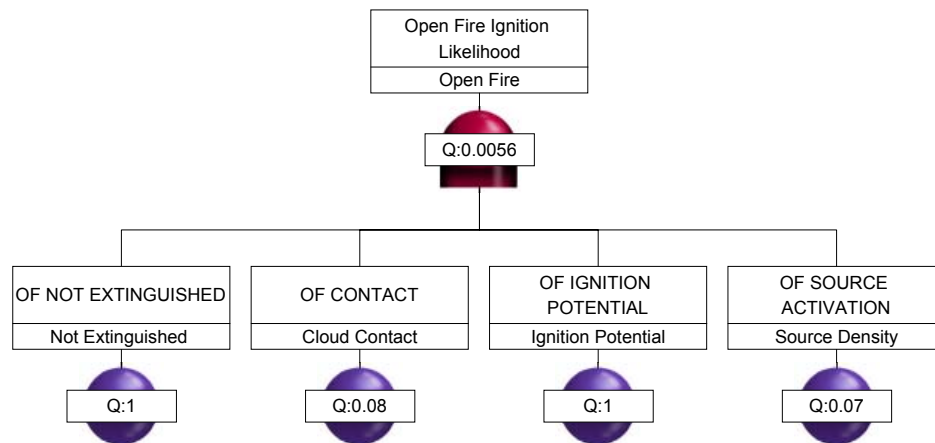 Open Fire Ignition
Likelihood
Open Fire
Q:0.0056
OF NOT EXTINGUISHED
Not Extinguished
Q:1
OF CONTACT
Cloud Contact
Q:0.08
OF IGNITION
POTENTIAL
Ignition Potential
Q:1
OF SOURCE
ACTIVATION
Source Density
Q:0.07